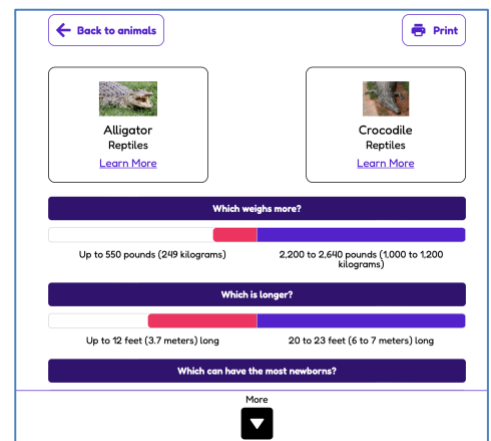 Back to animals
Print
Alligator
Reptiles
Learn More
Crocodile
Reptiles
Learn More
Which weighs more?
Up to 550 pounds (249 kilograms)
2,200 to 2,640 pounds (1,000 to 1,200
kilograms)
Which is longer?
Up to 12 feet (3.7 meters) long
20 to 23 feet (6 to 7 meters) long
Which can have the most newborns?
More